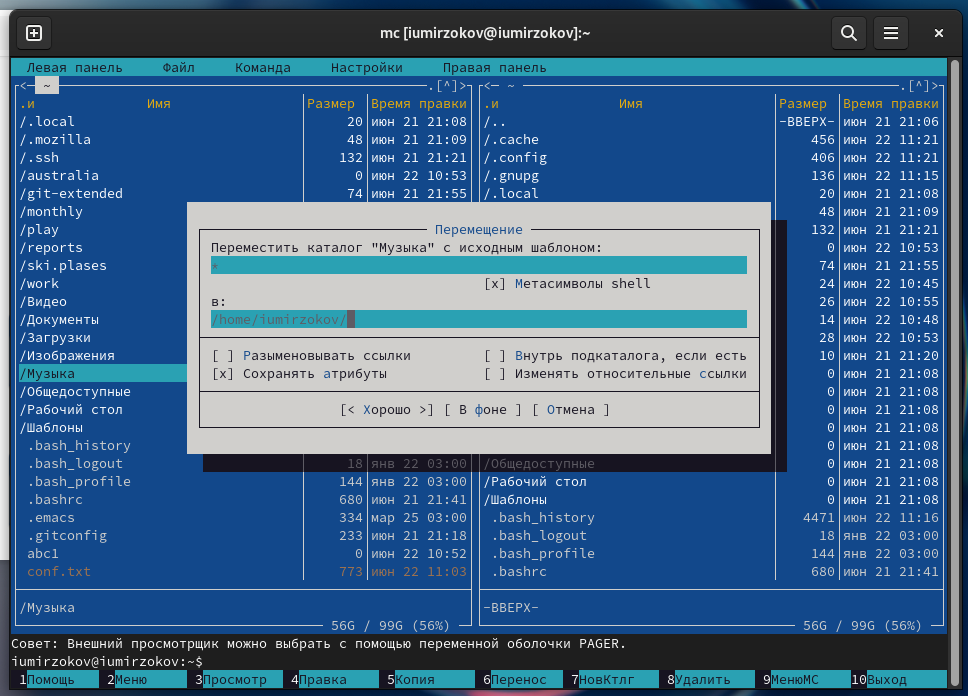 mc [iumirzokov@iumirzokov]:~
Левая панель Файл Команда Настройки Правая панель
<- ~ .[^]> <- ~ .[^]>
.и Имя Размер Время правки .и Имя Размер Время правки
/.local 20 июн 21 21:08 /.. -ВВЕРХ- июн 21 21:06
/.mozilla 48 июн 21 21:09 /.cache 456 июн 22 11:21
/.ssh 132 июн 21 21:21 /.config 406 июн 22 11:21
/australia 0 июн 22 10:53 /.gnupg 136 июн 22 11:15
/git-extended 74 июн 21 21:55 /.local 20 июн 21 21:08
/monthly 48 июн 21 21:09
/play Перемещение 132 июн 21 21:21
/reports Переместить каталог "Музыка" с исходным шаблоном: 0 июн 22 10:53
/ski.plases * 74 июн 21 21:55
/work [x] Метасимволы shell 24 июн 22 10:45
/Видео в: 26 июн 22 10:55
/Документы /home/iumirzokov/ 14 июн 22 10:48
/Загрузки 28 июн 22 10:53
/Изображения [ ] Разыменовывать ссылки [ ] Внутрь подкаталога, если есть 10 июн 21 21:20
/Музыка [x] Сохранять атрибуты [ ] Изменять относительные ссылки 0 июн 21 21:08
/Общедоступные 0 июн 21 21:08
/Рабочий стол [< Хорошо >] [ В фоне ] [ Отмена ] 0 июн 21 21:08
/Шаблоны 0 июн 21 21:08
.bash_history 0 июн 21 21:08
.bash_logout 18 янв 22 03:00 /Общедоступные 0 июн 21 21:08
.bash_profile 144 янв 22 03:00 /Рабочий стол 0 июн 21 21:08
.bashrc 680 июн 21 21:41 /Шаблоны 0 июн 21 21:08
.emacs 334 мар 25 03:00 .bash_history 4471 июн 22 11:16
.gitconfig 233 июн 21 21:18 .bash_logout 18 янв 22 03:00
abc1 0 июн 22 10:52 .bash_profile 144 янв 22 03:00
conf.txt 773 июн 22 11:03 .bashrc 680 июн 21 21:41
/Музыка -ВВЕРХ-
56G / 99G (56%) 56G / 99G (56%)
Совет: Внешний просмотрщик можно выбрать с помощью переменной оболочки PAGER.
iumirzokov@iumirzokov:~$
1Помощь 2Меню 3Просмотр 4Правка 5Копия 6Перенос 7НовКтлг 8Удалить 9МенюМС 10Выход